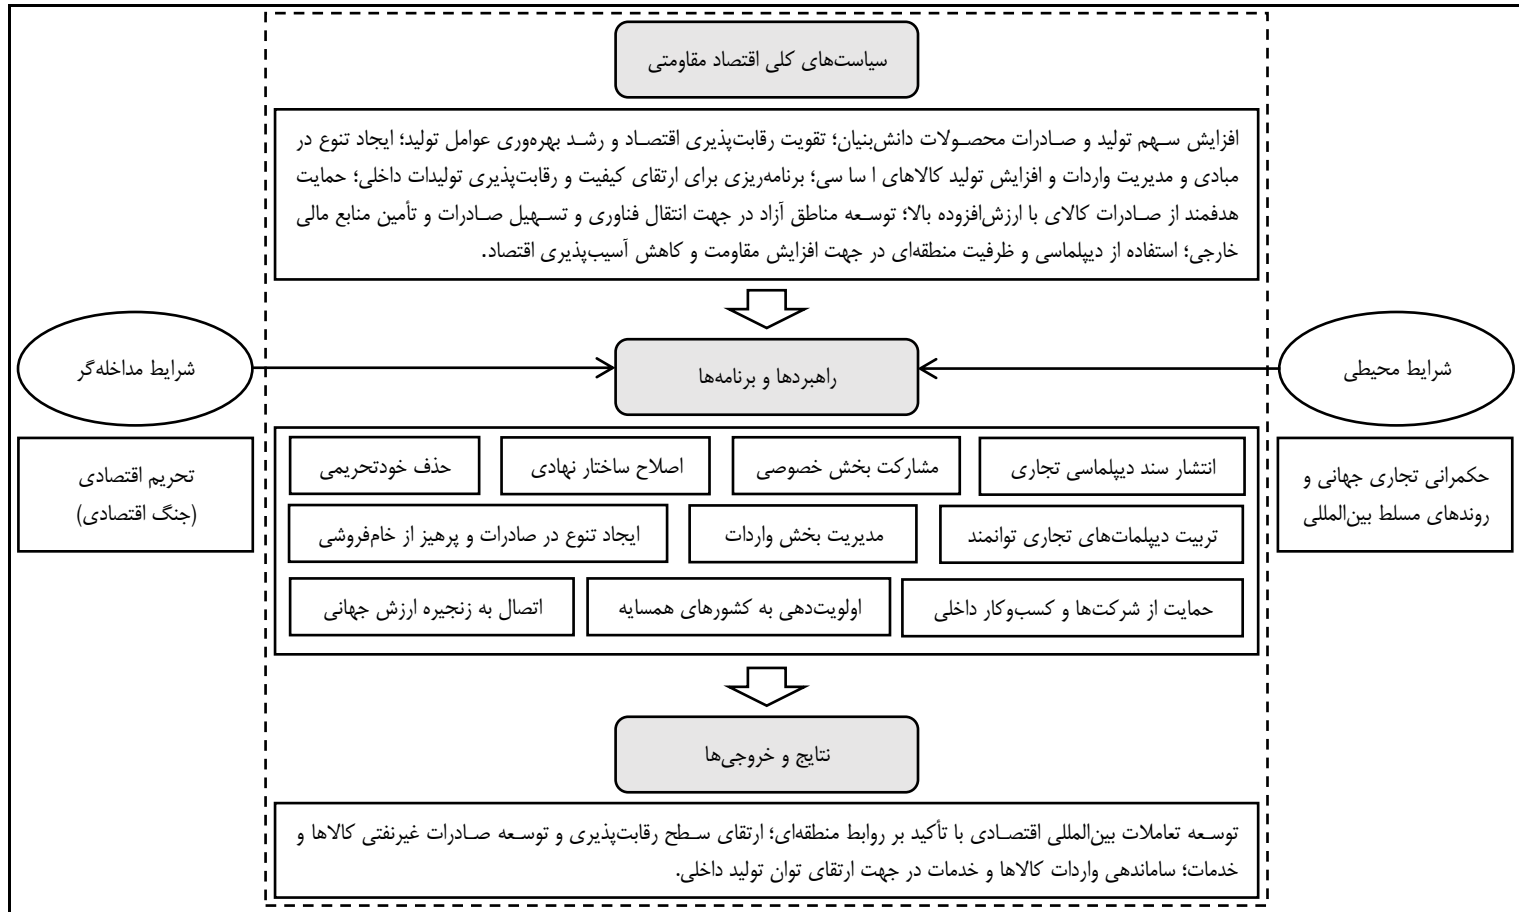 سیاست‌های کلی اقتصاد مقاومتی
افزایش سهم تولید و صادرات محصولات دانش‌بنیان؛ تقویت رقابت‌پذیری اقتصاد و رشد بهره‌وری عوامل تولید؛ ایجاد تنوع در
مبادی و مدیریت واردات و افزایش تولید کالاهای ا سا سی؛ برنامه‌ریزی برای ارتقای کیفیت و رقابت‌پذیری تولیدات داخلی؛ حمایت
هدفمند از صادرات کالای با ارزش‌افزوده بالا؛ توسعه مناطق آزاد در جهت انتقال فناوری و تسهیل صادرات و تأمین منابع مالی
خارجی؛ استفاده از دیپلماسی و ظرفیت منطقه‌ای در جهت افزایش مقاومت و کاهش آسیب‌پذیری اقتصاد.
شرایط محیطی
راهبردها و برنامه‌ها
شرایط مداخله‌گر
حکمرانی تجاری جهانی و
روندهای مسلط بین‌المللی
انتشار سند دیپلماسی تجاری
مشارکت بخش خصوصی
اصلاح ساختار نهادی
حذف خودتحریمی
تربیت دیپلمات‌های تجاری توانمند
مدیریت بخش واردات
ایجاد تنوع در صادرات و پرهیز از خام‌فروشی
حمایت از شرکت‌ها و کسب‌وکار داخلی
اولویت‌دهی به کشورهای همسایه
اتصال به زنجیره ارزش جهانی
تحریم اقتصادی
(جنگ اقتصادی)
نتایج و خروجی‌ها
توسعه تعاملات بین‌المللی اقتصادی با تأکید بر روابط منطقه‌ای؛ ارتقای سطح رقابت‌پذیری و توسعه صادرات غیرنفتی کالاها و
خدمات؛ ساماندهی واردات کالاها و خدمات در جهت ارتقای توان تولید داخلی.